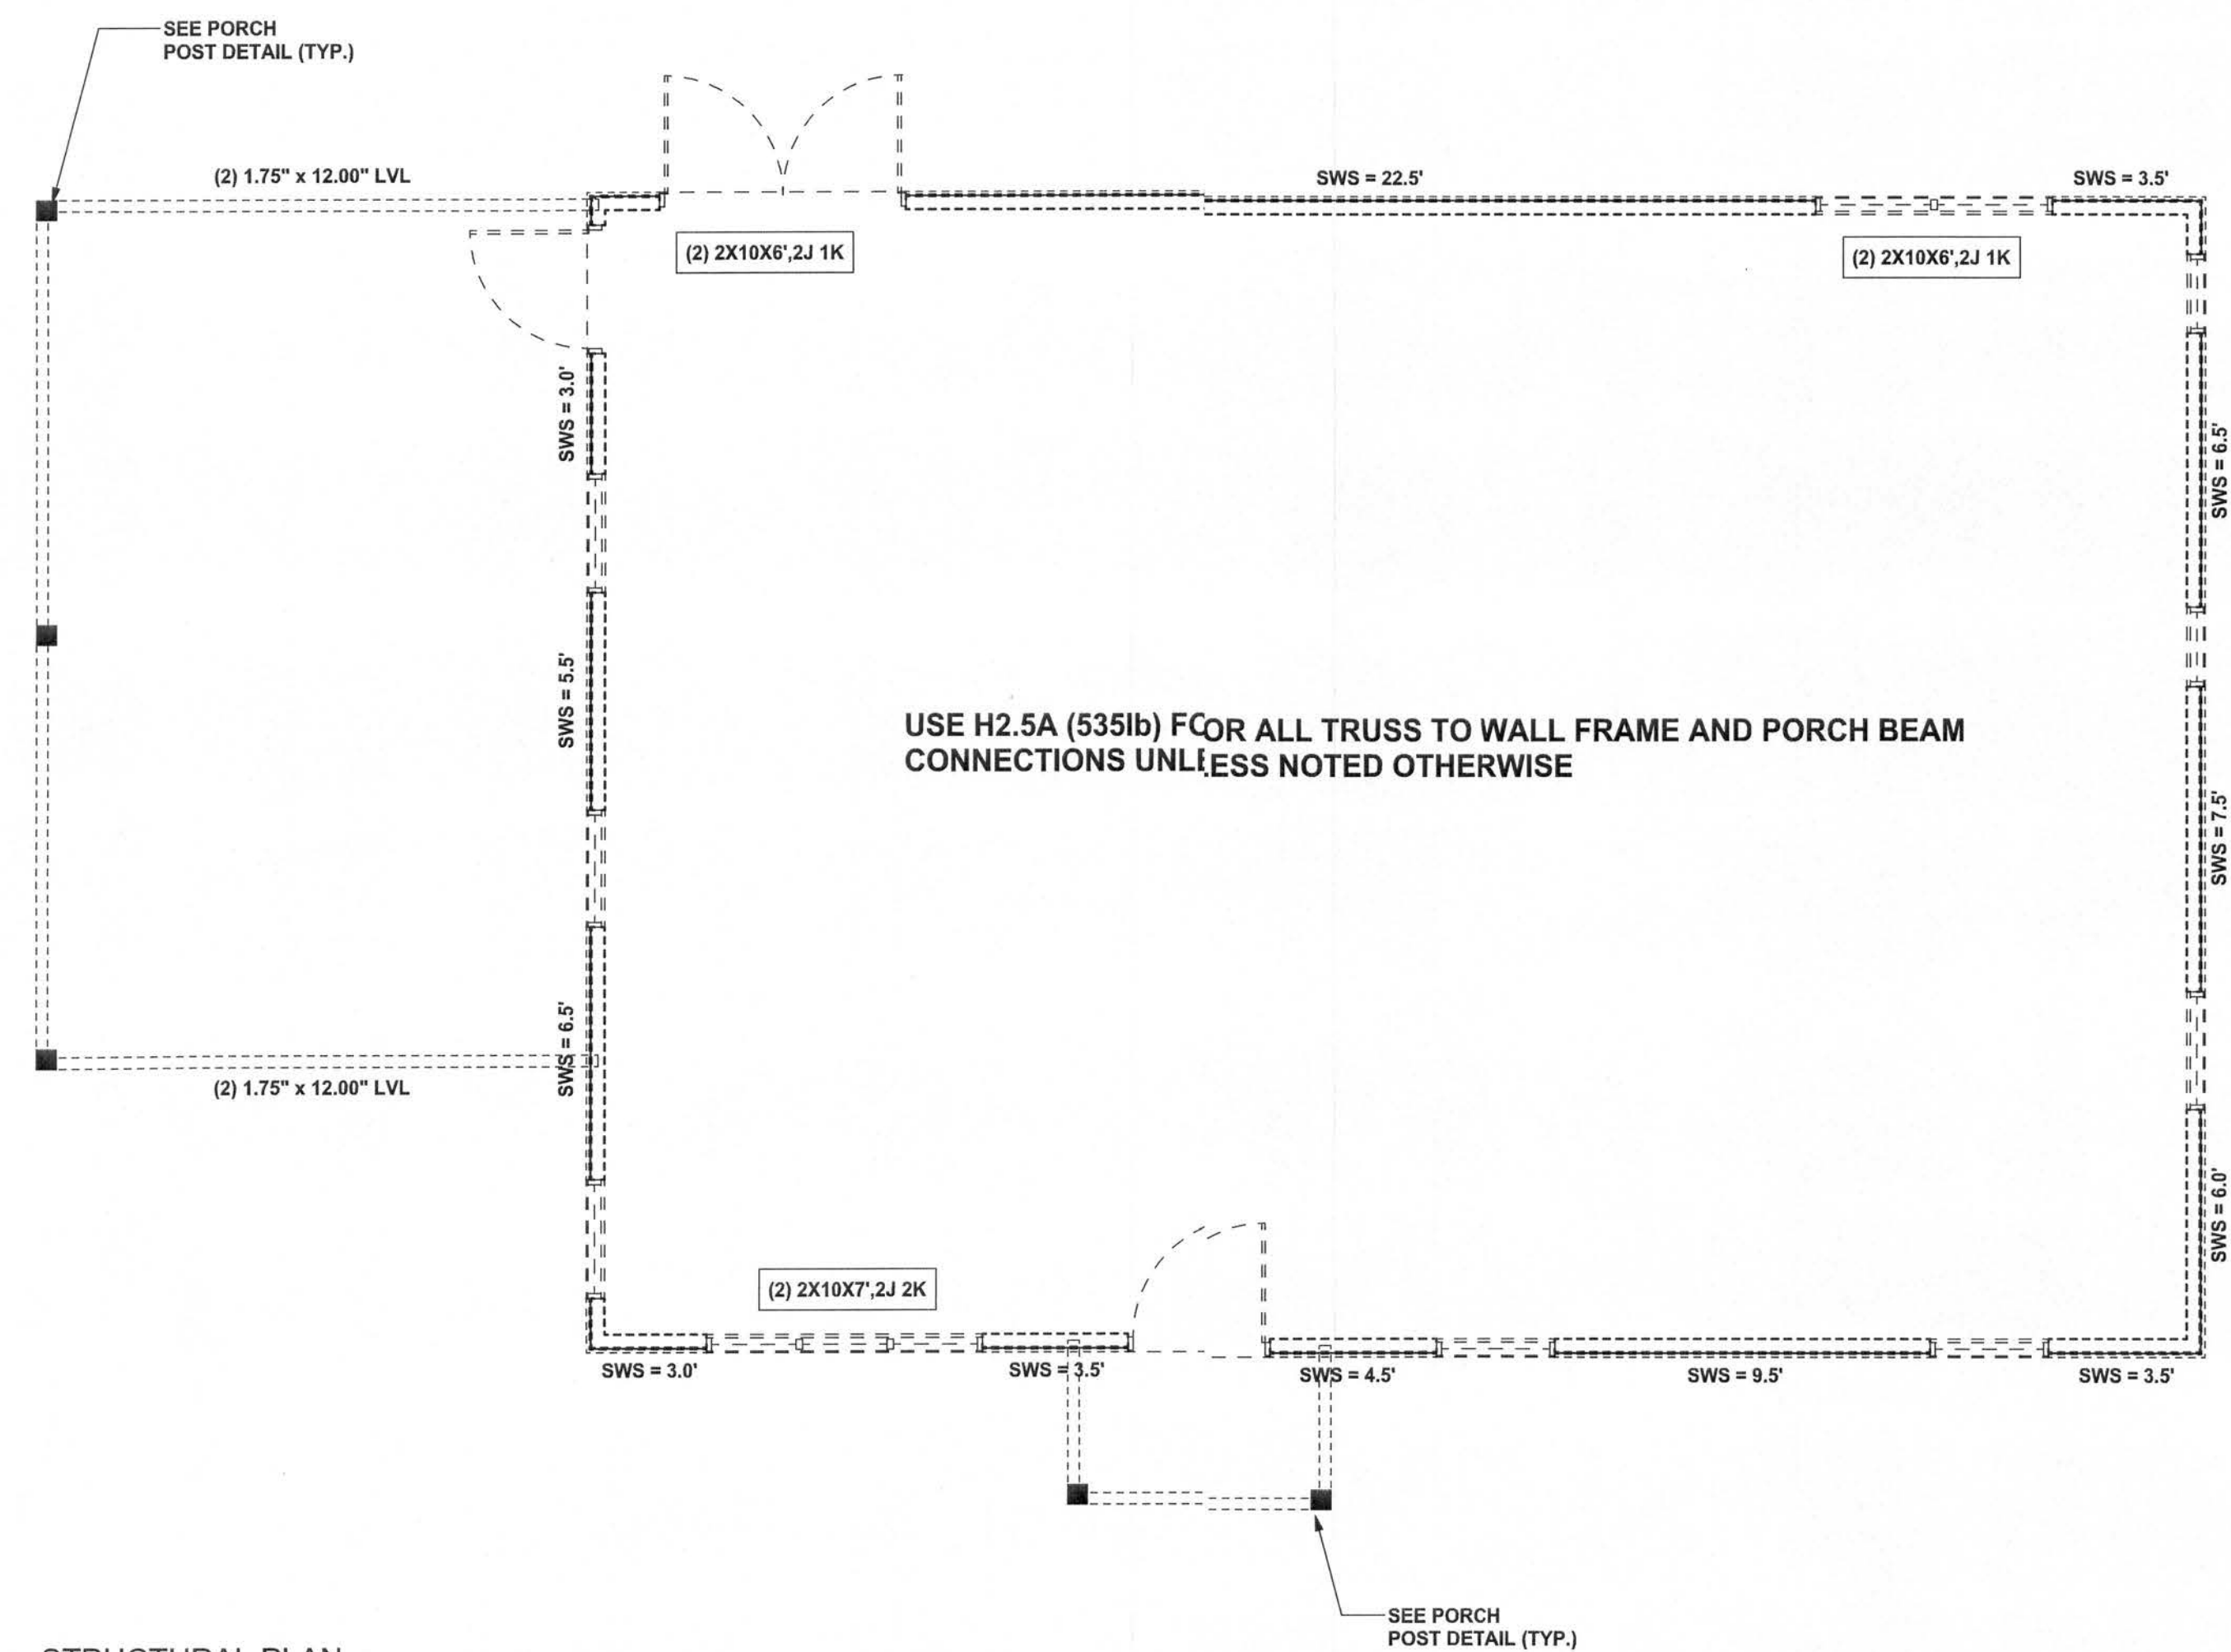 SEE PORCH
POST DETAIL (TYP.)
(2) 1.75" x 12.00" LVL
SWS = 22.5'
SWS = 3.5'
(2) 2X10X6',2J 1K
(2) 2X10X6',2J 1K
SWS = 3.0'
SWS = 6.5'
SWS = 5.5'
USE H2.5A (535lb) FOR ALL TRUSS TO WALL FRAME AND PORCH BEAM
CONNECTIONS UNLESS NOTED OTHERWISE
SWS = 7.5'
SWS = 6.5'
(2) 1.75" x 12.00" LVL
SWS = 6.0'
(2) 2X10X7',2J 2K
SWS = 3.0'
SWS = 3.5'
SWS = 4.5'
SWS = 9.5'
SWS = 3.5'
SEE PORCH
POST DETAIL (TYP.)
STRUCTURAL PLAN